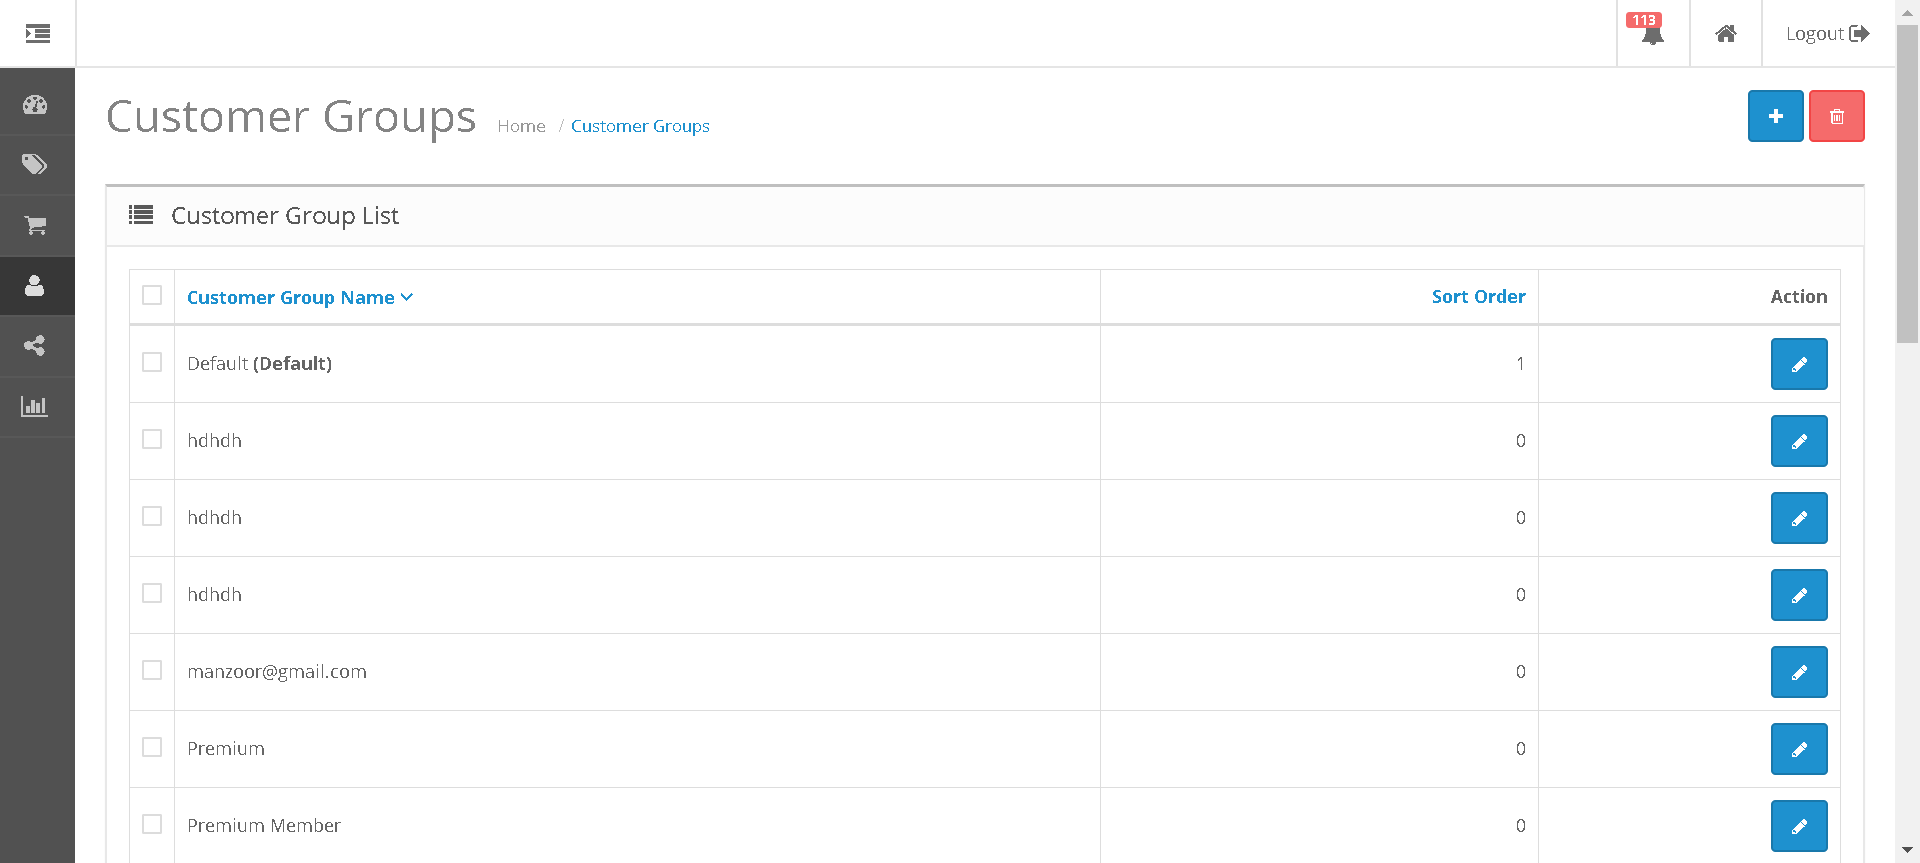 113
Logout
Customer Groups
Home / Customer Groups
Customer Group List
Customer Group Name Sort Order Action
Default (Default) 1
hdhdh 0
hdhdh 0
hdhdh 0
manzoor@gmail.com 0
Premium 0
Premium Member 0